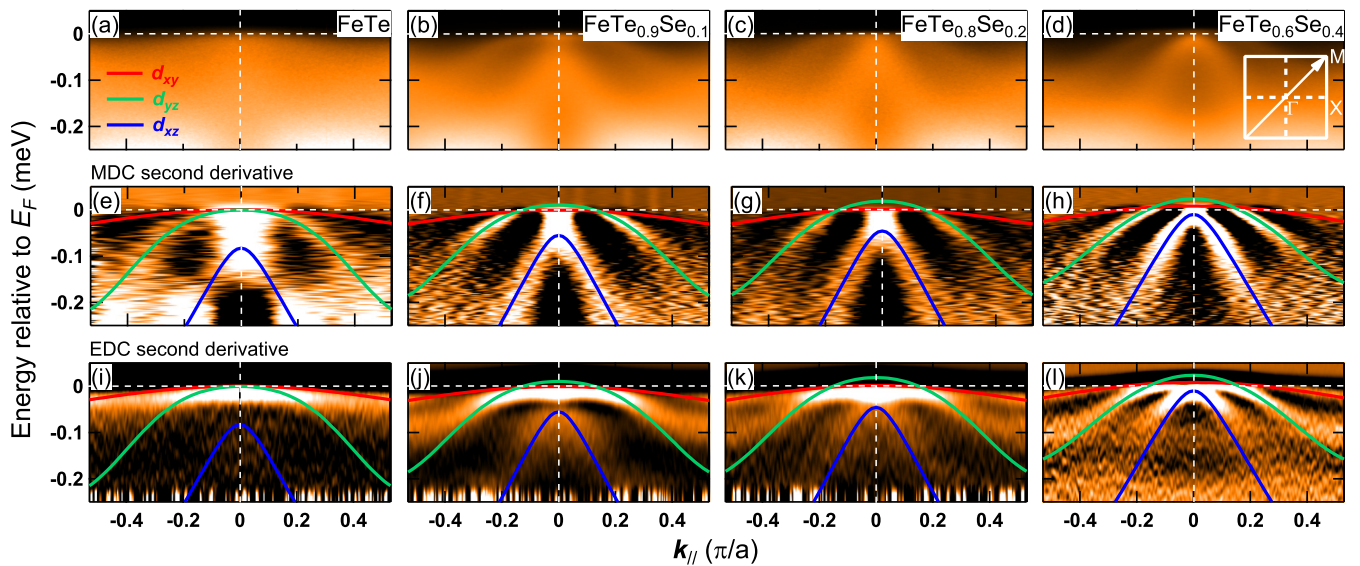 (a) FeTe
(b) FeTe0.9Se0.1
(c) FeTe0.8Se0.2
(d) FeTe0.6Se0.4
0
-0.1
-0.2
dxy
dyz
dxz
M
Γ
X
Energy relative to EF (meV)
MDC second derivative
(e)
(f)
(g)
(h)
0
-0.1
-0.2
EDC second derivative
(i)
(j)
(k)
(l)
0
-0.1
-0.2
-0.4 -0.2 0 0.2 0.4
-0.4 -0.2 0 0.2 0.4
-0.4 -0.2 0 0.2 0.4
-0.4 -0.2 0 0.2 0.4
k// (π/a)